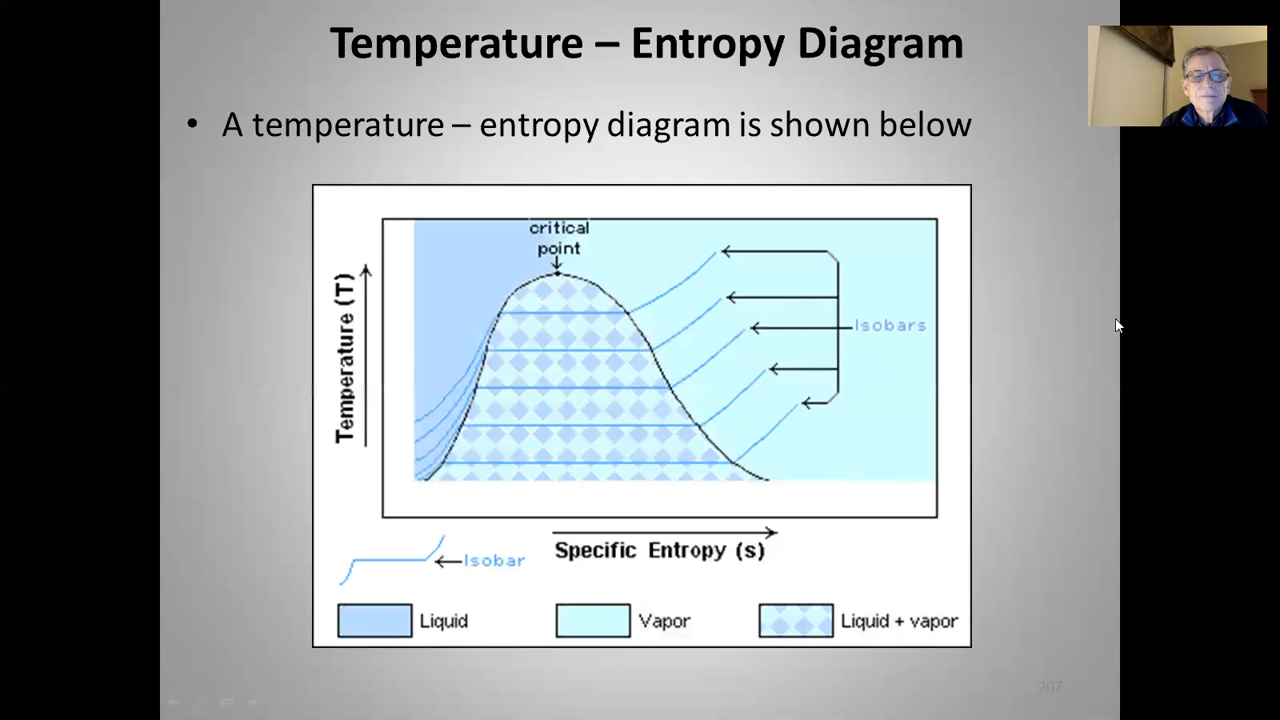 Temperature – Entropy Diagram
• A temperature – entropy diagram is shown below
critical
point
Temperature (T)
Isobars
Specific Entropy (s)
Isobar
Liquid
Vapor
Liquid + vapor
207